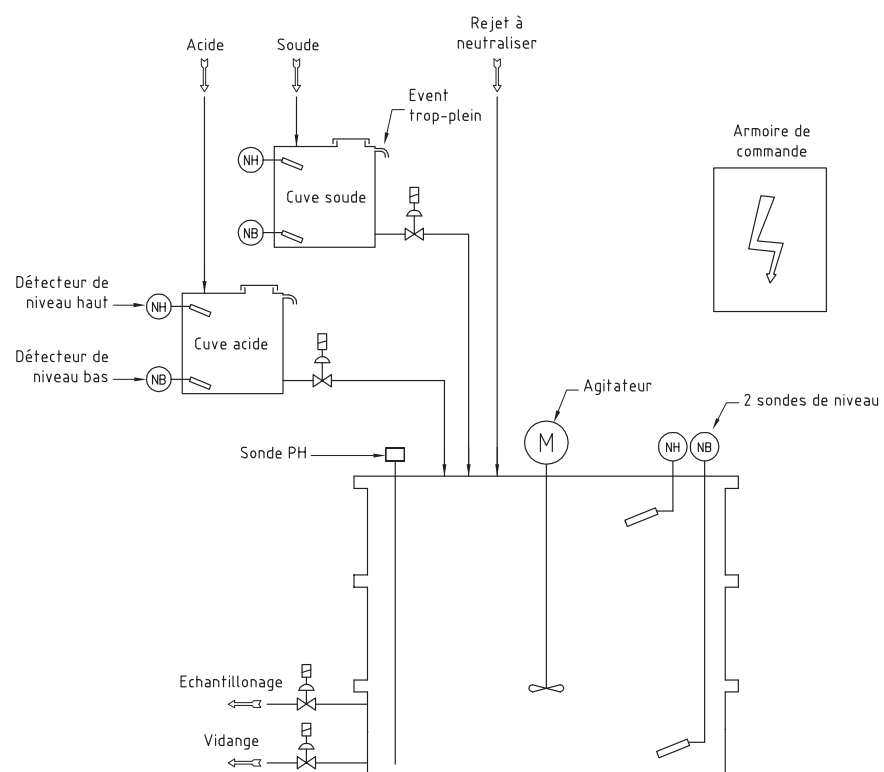 Rejet à
neutraliser
Acide
Soude
Event
trop-plein
Armoire de
commande
NH
Cuve soude
NB
Détecteur de
niveau haut
NH
Cuve acide
Détecteur de
niveau bas
NB
Agitateur
2 sondes de niveau
M
NH
NB
Sonde PH
Echantillonage
Vidange